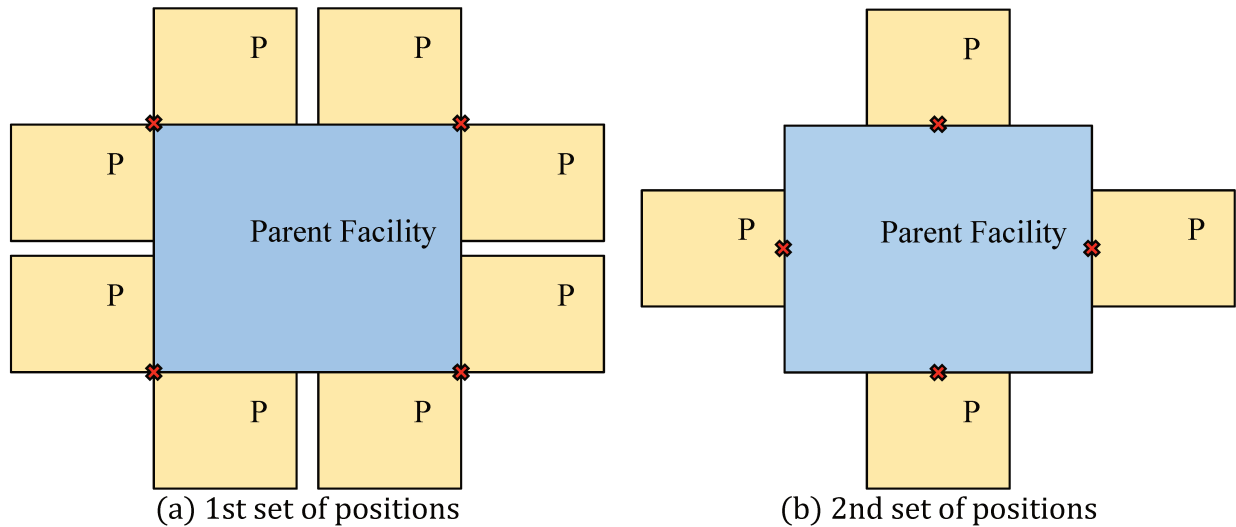 P P
P P
Parent Facility
P P
P P
(a) 1st set of positions
P
P P
Parent Facility
P
(b) 2nd set of positions